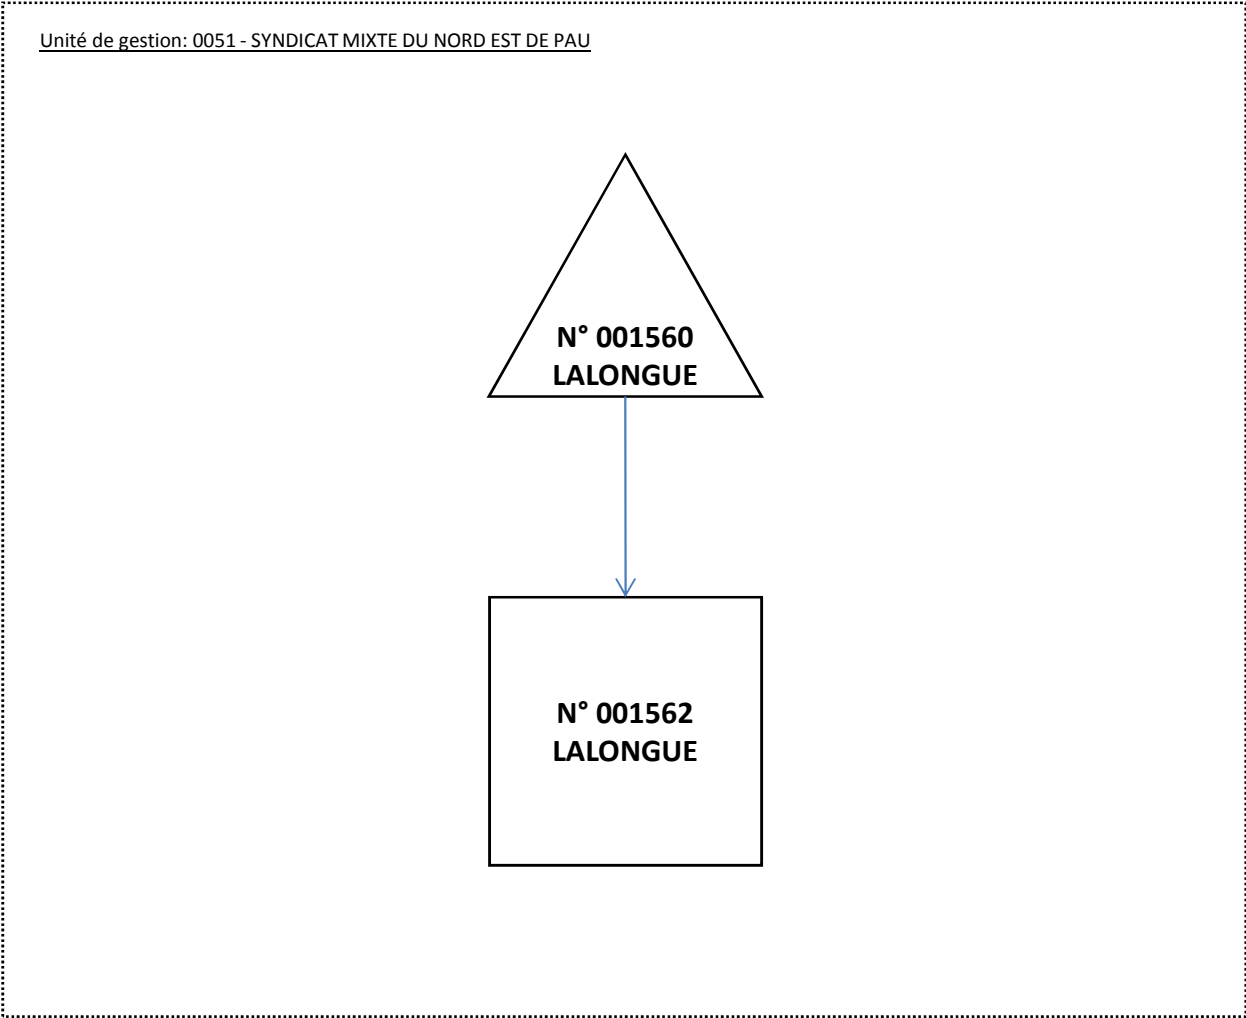 Unité de gestion: 0051 - SYNDICAT MIXTE DU NORD EST DE PAU
N° 001560
LALONGUE
N° 001562
LALONGUE